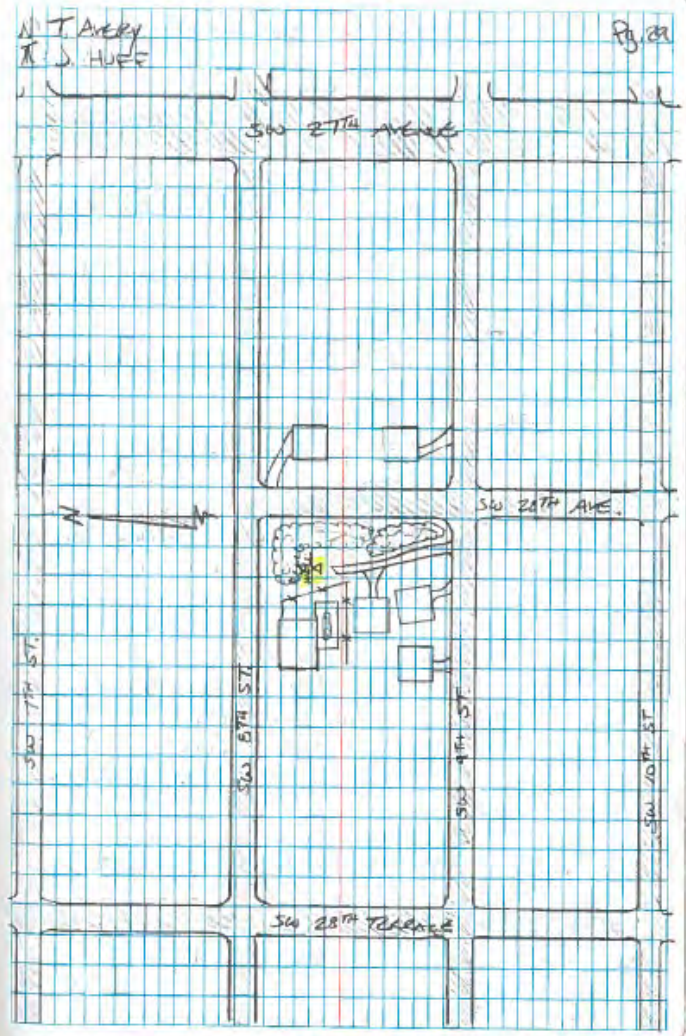 T. AVERY
π J. HUFF
Pg. 29
SW 27TH AVENUE
SW 28TH AVE.
SW 7TH ST.
SW 8TH ST.
SW 9TH ST.
SW 10TH ST
SW 28TH TERRACE